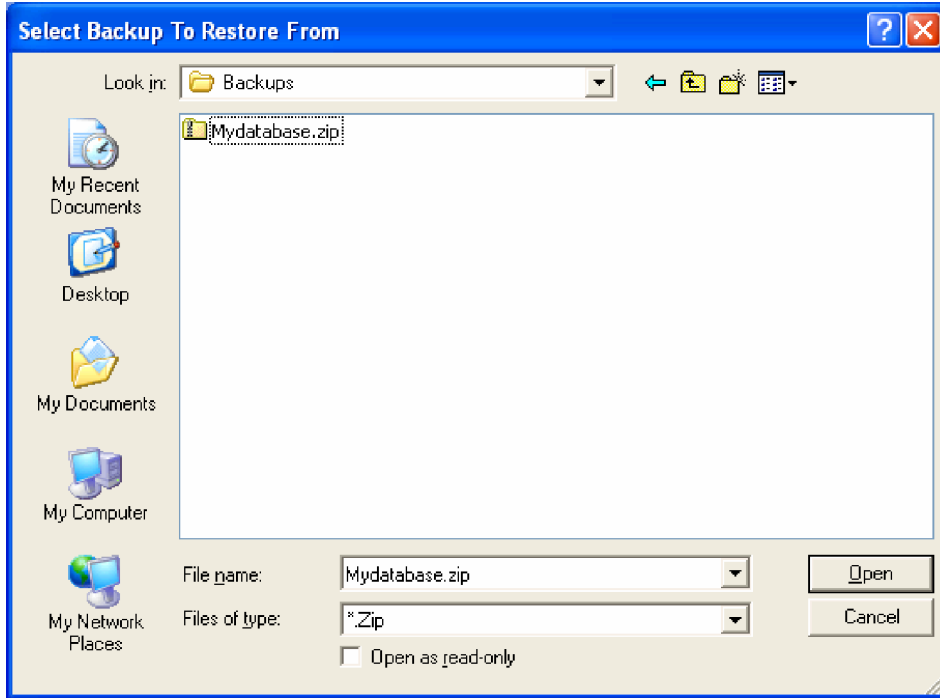 Select Backup To Restore From
Look in: Backups
Mydatabase.zip
My Recent
Documents
Desktop
My Documents
My Computer
My Network
Places
File name: Mydatabase.zip Open
Files of type: *.Zip Cancel
Open as read-only